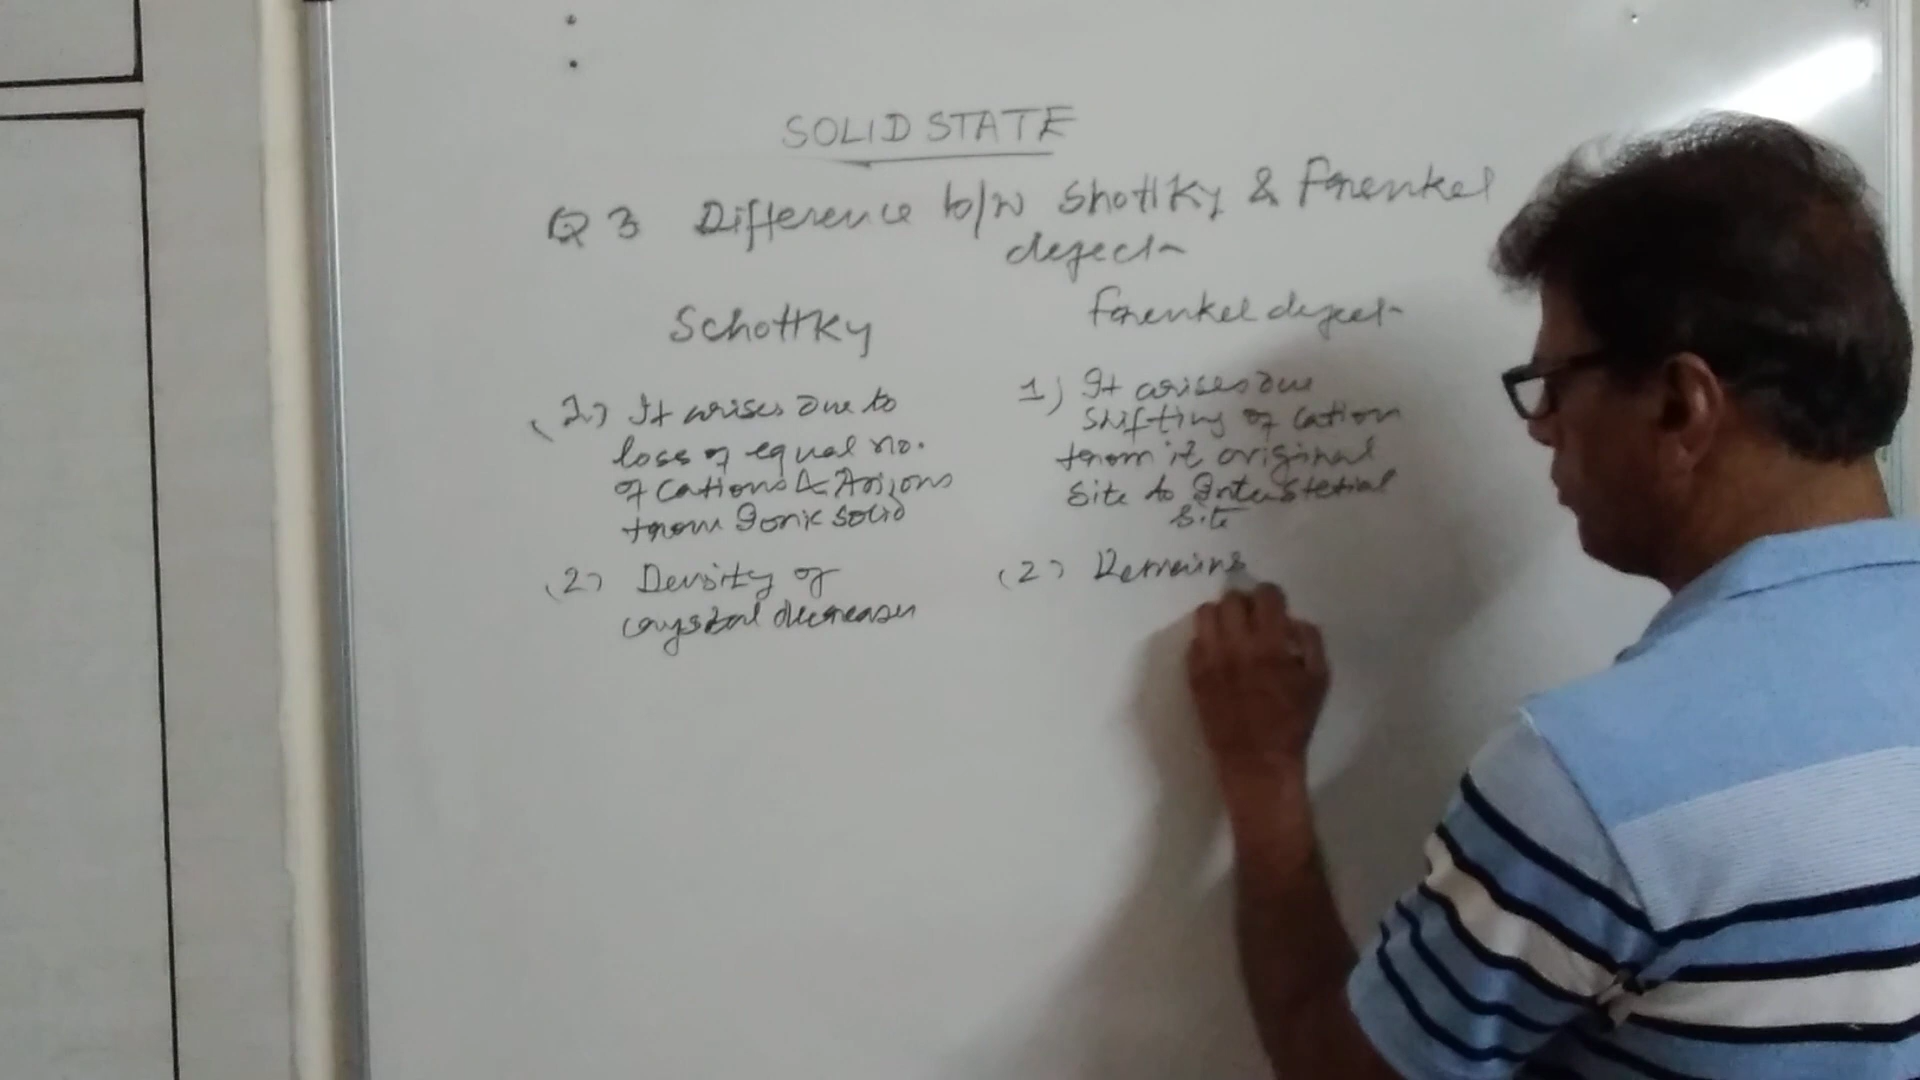 SOLID STATE
Q 3 Difference b/w Shottky & Frenkel
defect
Schottky
Frenkel defect
(1) It arises due to
loss of equal no.
of cations & Anions
from Ionic solid
1) It arises due
Shifting of cation
from it original
Site to Interstetial
Site
(2) Density of
crystal decreases
(2) Remains